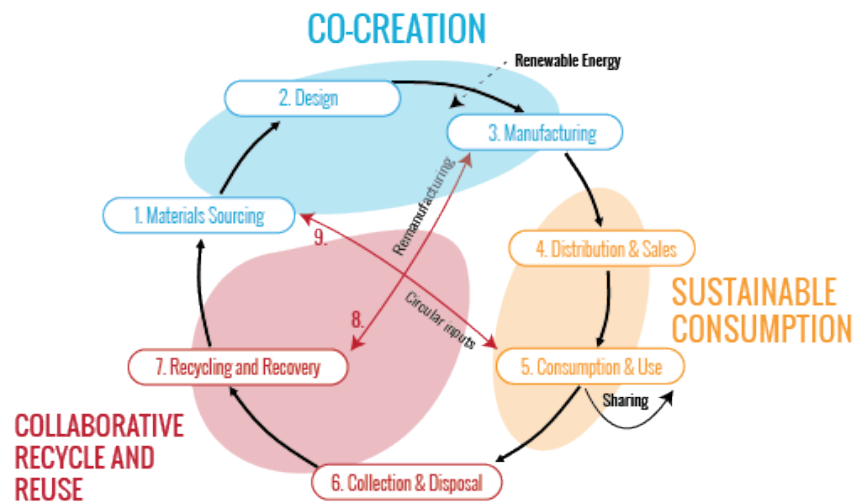 CO-CREATION
Renewable Energy
2. Design
3. Manufacturing
Remanufacturing
1. Materials Sourcing
9.
4. Distribution & Sales
SUSTAINABLE
CONSUMPTION
Circular inputs
8.
7. Recycling and Recovery
5. Consumption & Use
Sharing
COLLABORATIVE
RECYCLE AND
REUSE
6. Collection & Disposal